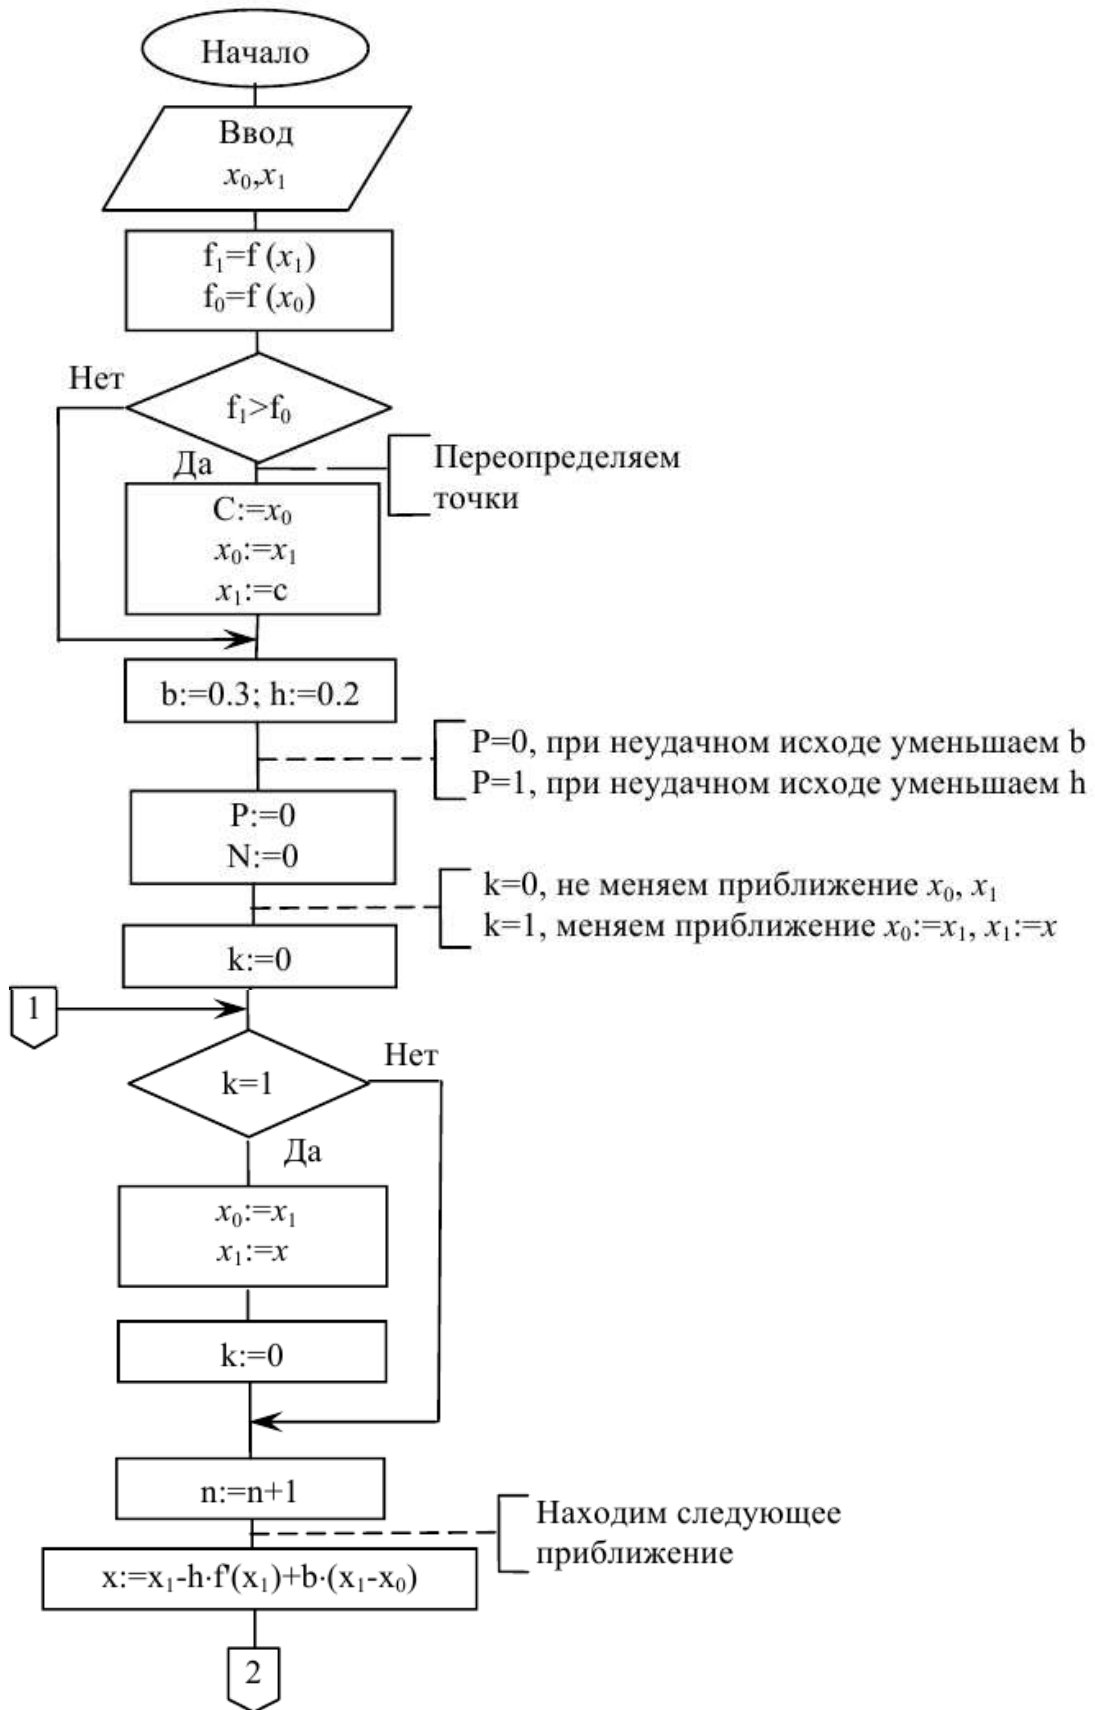 Начало
Ввод
x₀,x₁
f₁=f (x₁)
f₀=f (x₀)
Нет
f₁>f₀
Да
Переопределяем
точки
C:=x₀
x₀:=x₁
x₁:=c
b:=0.3; h:=0.2
P=0, при неудачном исходе уменьшаем b
P=1, при неудачном исходе уменьшаем h
P:=0
N:=0
k=0, не меняем приближение x₀, x₁
k=1, меняем приближение x₀:=x₁, x₁:=x
k:=0
1
k=1
Нет
Да
x₀:=x₁
x₁:=x
k:=0
n:=n+1
Находим следующее
приближение
x:=x₁-h·f'(x₁)+b·(x₁-x₀)
2